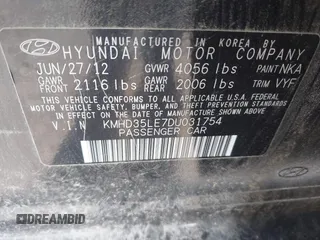 MANUFACTURED IN KOREA BY
HYUNDAI MOTOR COMPANY
JUN/27/12 GVWR 4056 lbs PAINT NKA
GAWR FRONT 2116 lbs GAWR REAR 2006 lbs TRIM VYF
THIS VEHICLE CONFORMS TO ALL APPLICABLE FEDERAL
MOTOR VEHICLE SAFETY, BUMPER, AND THEFT PREVENTION
STANDARDS IN EFFECT ON THE DATE OF MANUFACTURE
SHOWN ABOVE.
V.I.N KMHD35LE7DU031754
PASSENGER CAR
DREAMBID